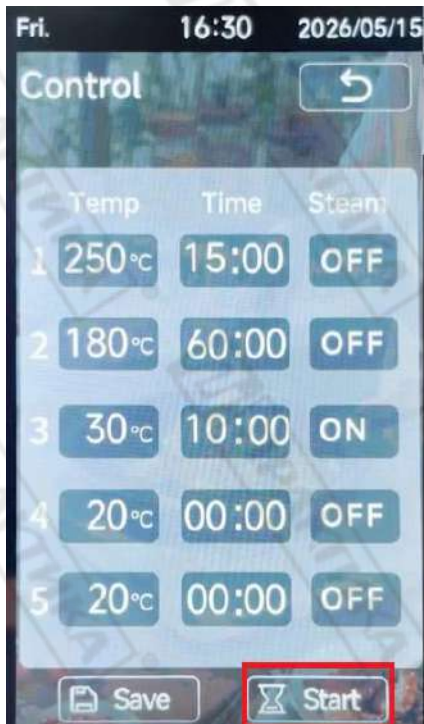 Fri. 16:30 2026/05/15
Control
Temp Time Steam
1 250°C 15:00 OFF
2 180°C 60:00 OFF
3 30°C 10:00 ON
4 20°C 00:00 OFF
5 20°C 00:00 OFF
Save Start